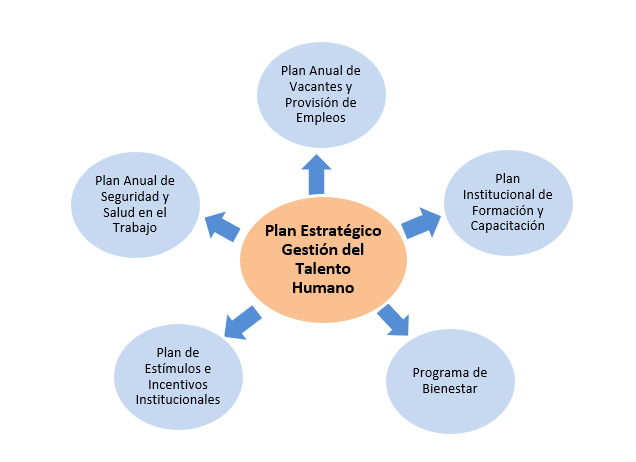 Plan Anual de
Vacantes y
Provisión de
Empleos
Plan Anual de
Seguridad y
Salud en el
Trabajo
Plan
Institucional de
Formación y
Capacitación
Plan Estratégico
Gestión del
Talento
Humano
Plan de
Estímulos e
Incentivos
Institucionales
Programa de
Bienestar